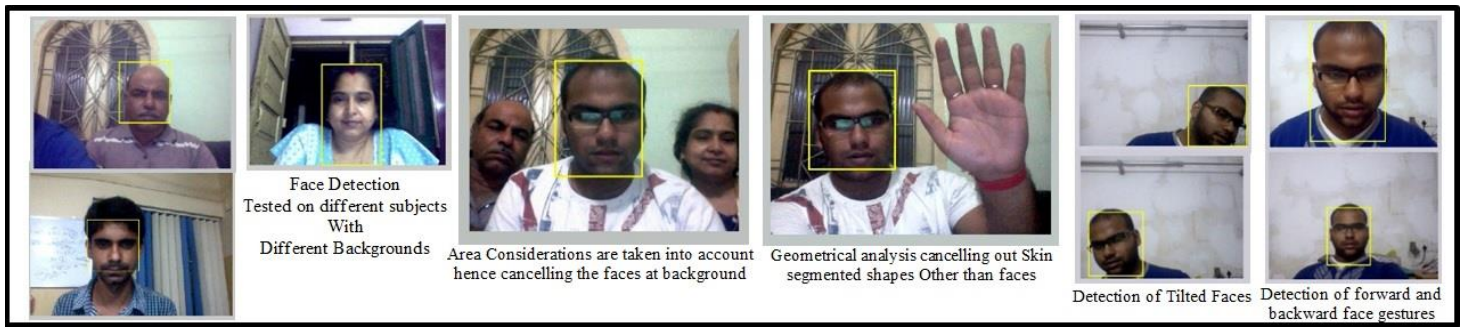 Face Detection
Tested on different subjects
With
Different Backgrounds
Area Considerations are taken into account
hence cancelling the faces at background
Geometrical analysis cancelling out Skin
segmented shapes Other than faces
Detection of Tilted Faces
Detection of forward and
backward face gestures